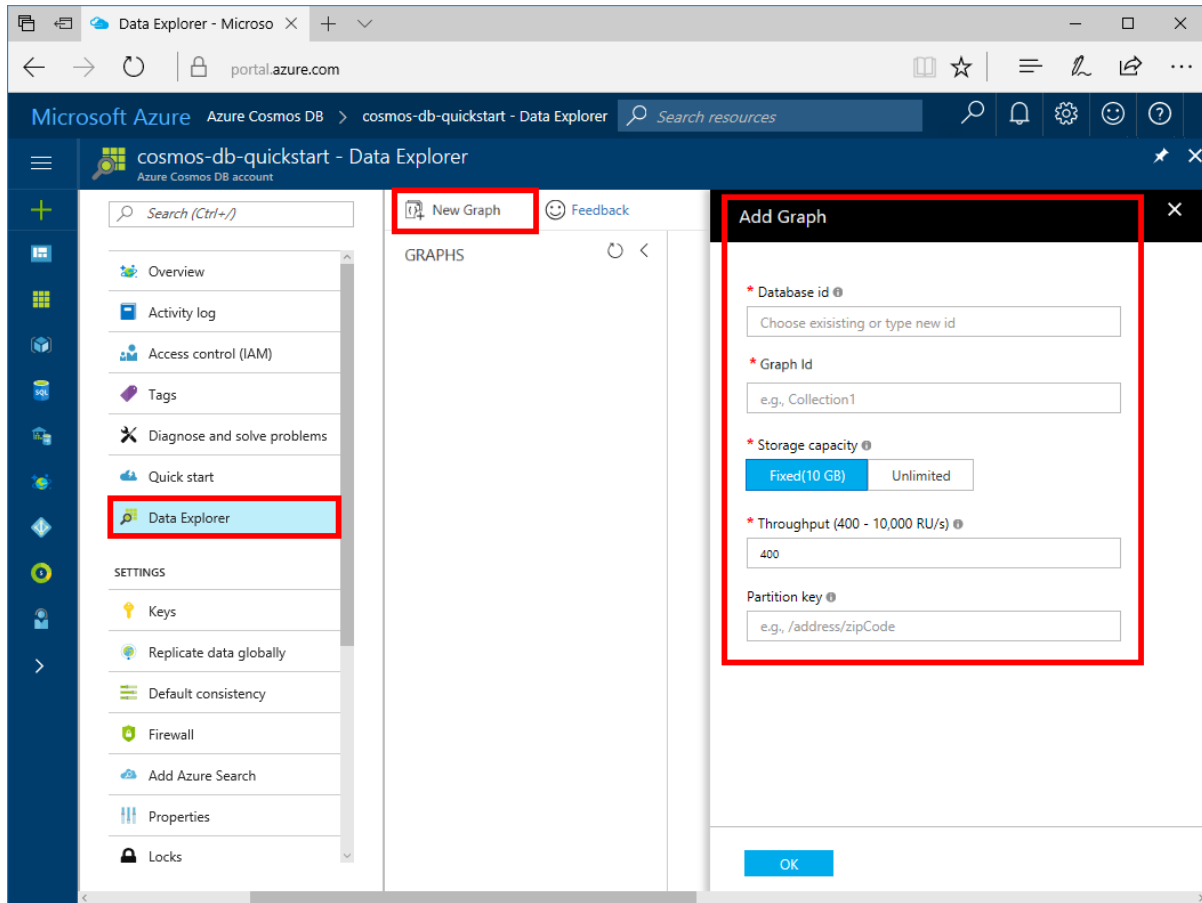 Data Explorer - Microso
portal.azure.com
Microsoft Azure Azure Cosmos DB > cosmos-db-quickstart - Data Explorer Search resources
cosmos-db-quickstart - Data Explorer
Azure Cosmos DB account
Search (Ctrl+/)
Overview
Activity log
Access control (IAM)
Tags
Diagnose and solve problems
Quick start
Data Explorer
SETTINGS
Keys
Replicate data globally
Default consistency
Firewall
Add Azure Search
Properties
Locks
New Graph Feedback
GRAPHS
Add Graph
* Database id
Choose exisisting or type new id
* Graph Id
e.g., Collection1
* Storage capacity
Fixed(10 GB) Unlimited
* Throughput (400 - 10,000 RU/s)
400
Partition key
e.g., /address/zipCode
OK
SQL